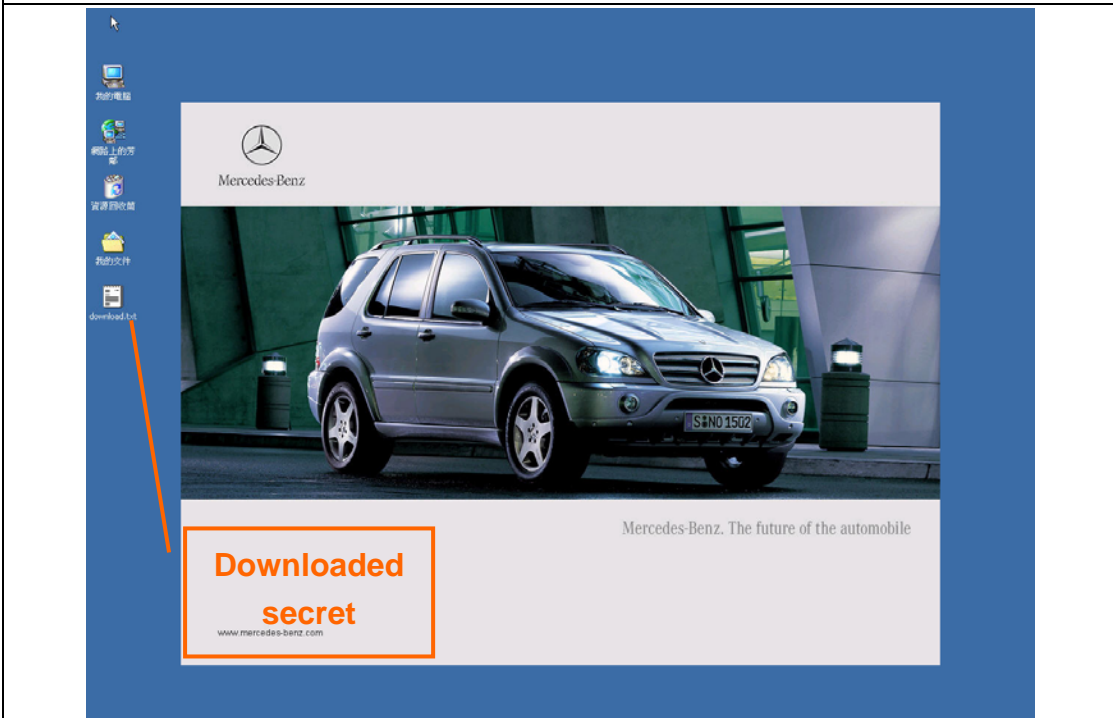 我的電腦
網路上的芳
鄰
資源回收筒
我的文件
download.txt
Mercedes-Benz
S:NO 1502
Mercedes-Benz. The future of the automobile
Downloaded
secret
www.mercedes-benz.com